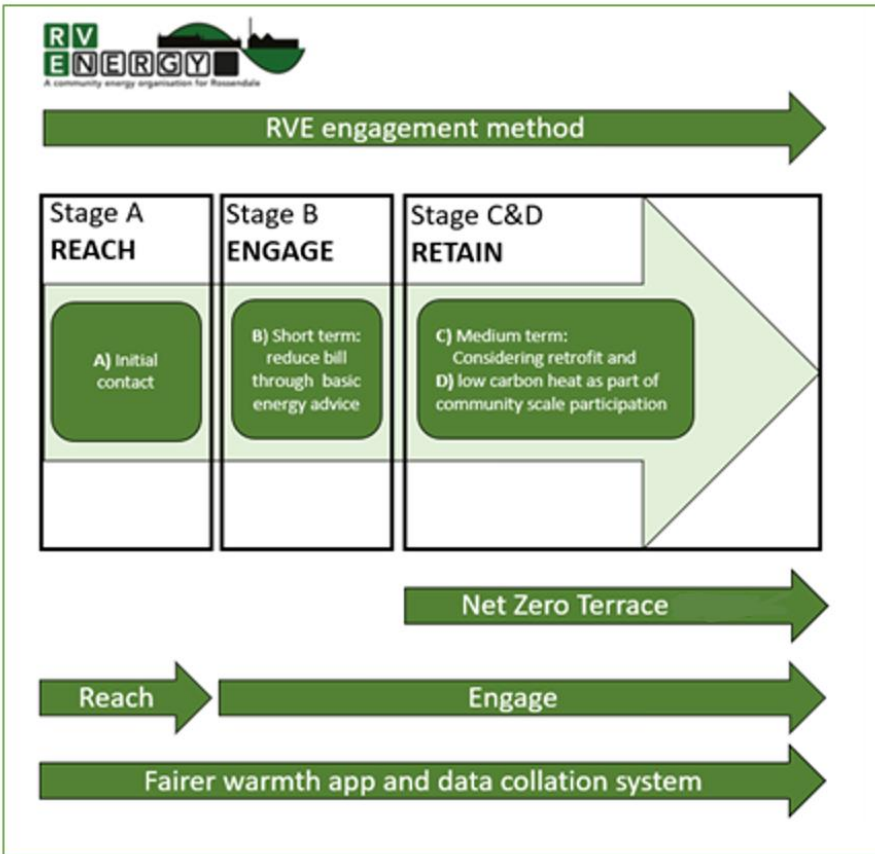 RV
ENERGY
A community energy organisation for Rossendale
RVE engagement method
Stage A
REACH
A) Initial
contact
Stage B
ENGAGE
B) Short term:
reduce bill
through basic
energy advice
Stage C&D
RETAIN
C) Medium term:
Considering retrofit and
D) low carbon heat as part of
community scale participation
Net Zero Terrace
Reach
Engage
Fairer warmth app and data collation system